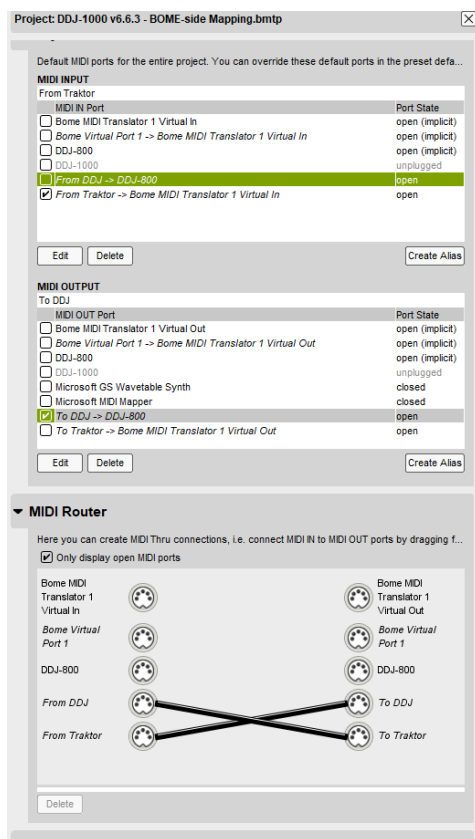 Project: DDJ-1000 v6.6.3 - BOME-side Mapping.bmtp
Default MIDI ports for the entire project. You can override these default ports in the preset defa...
MIDI INPUT
From Traktor
MIDI IN Port Port State
Bome MIDI Translator 1 Virtual In open (implicit)
Bome Virtual Port 1 -> Bome MIDI Translator 1 Virtual In open (implicit)
DDJ-800 open (implicit)
DDJ-1000 unplugged
From DDJ -> DDJ-800 open
From Traktor -> Bome MIDI Translator 1 Virtual In open
Edit Delete Create Alias
MIDI OUTPUT
To DDJ
MIDI OUT Port Port State
Bome MIDI Translator 1 Virtual Out open (implicit)
Bome Virtual Port 1 -> Bome MIDI Translator 1 Virtual Out open (implicit)
DDJ-800 open (implicit)
DDJ-1000 unplugged
Microsoft GS Wavetable Synth closed
Microsoft MIDI Mapper closed
To DDJ -> DDJ-800 open
To Traktor -> Bome MIDI Translator 1 Virtual Out open
Edit Delete Create Alias
MIDI Router
Here you can create MIDI Thru connections, i.e. connect MIDI IN to MIDI OUT ports by dragging f...
Only display open MIDI ports
Bome MIDI Bome MIDI
Translator 1 Translator 1
Virtual In Virtual Out
Bome Virtual Bome Virtual
Port 1 Port 1
DDJ-800 DDJ-800
From DDJ To DDJ
From Traktor To Traktor
Delete